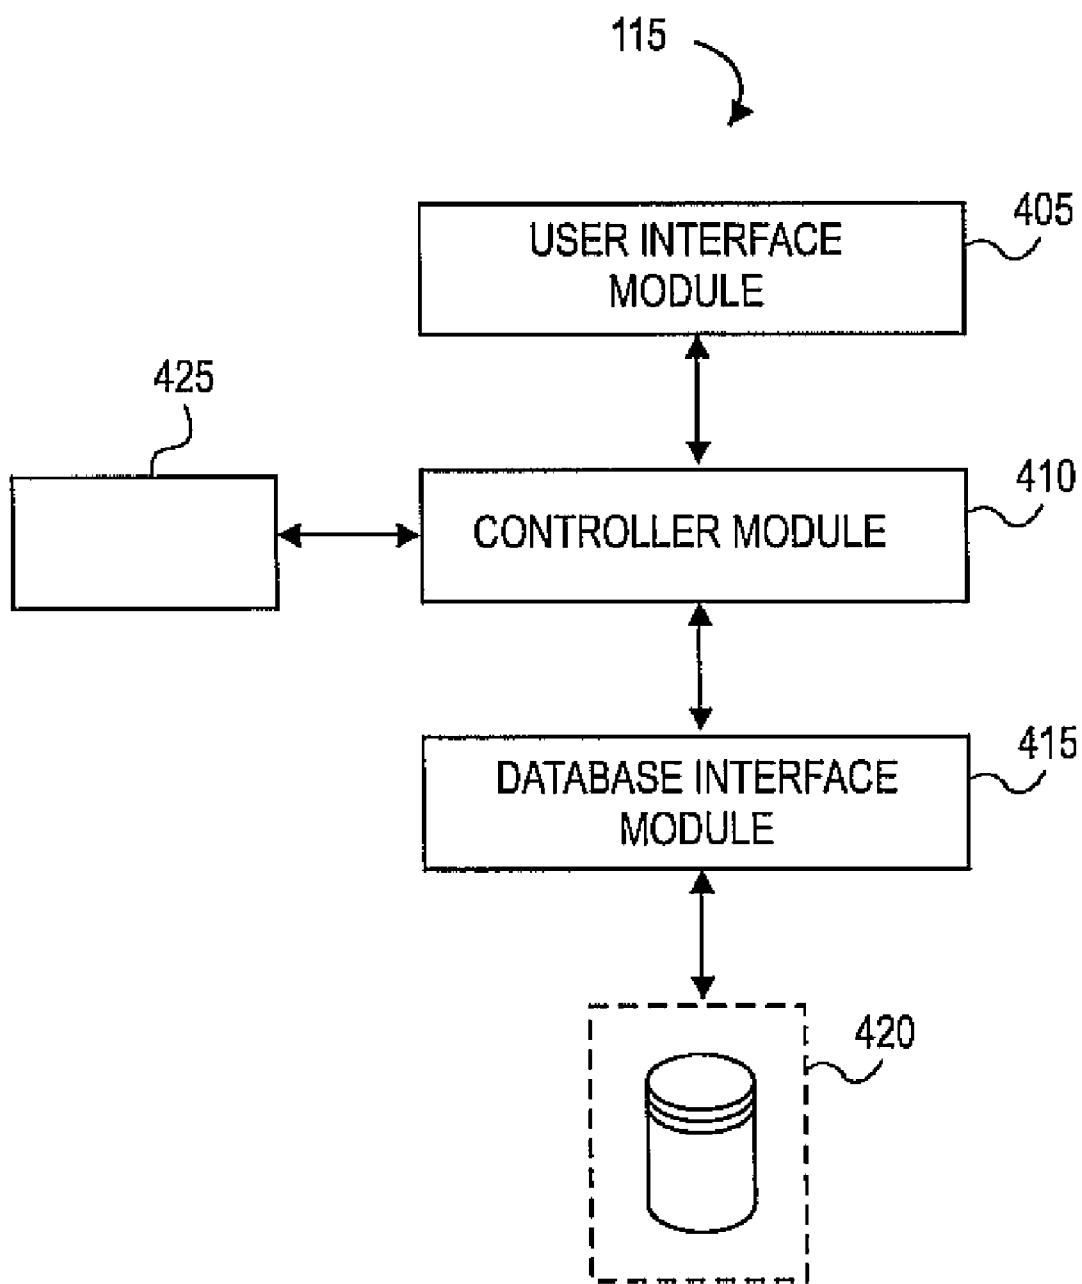 115
USER INTERFACE
MODULE
405
425
CONTROLLER MODULE
410
DATABASE INTERFACE
MODULE
415
420